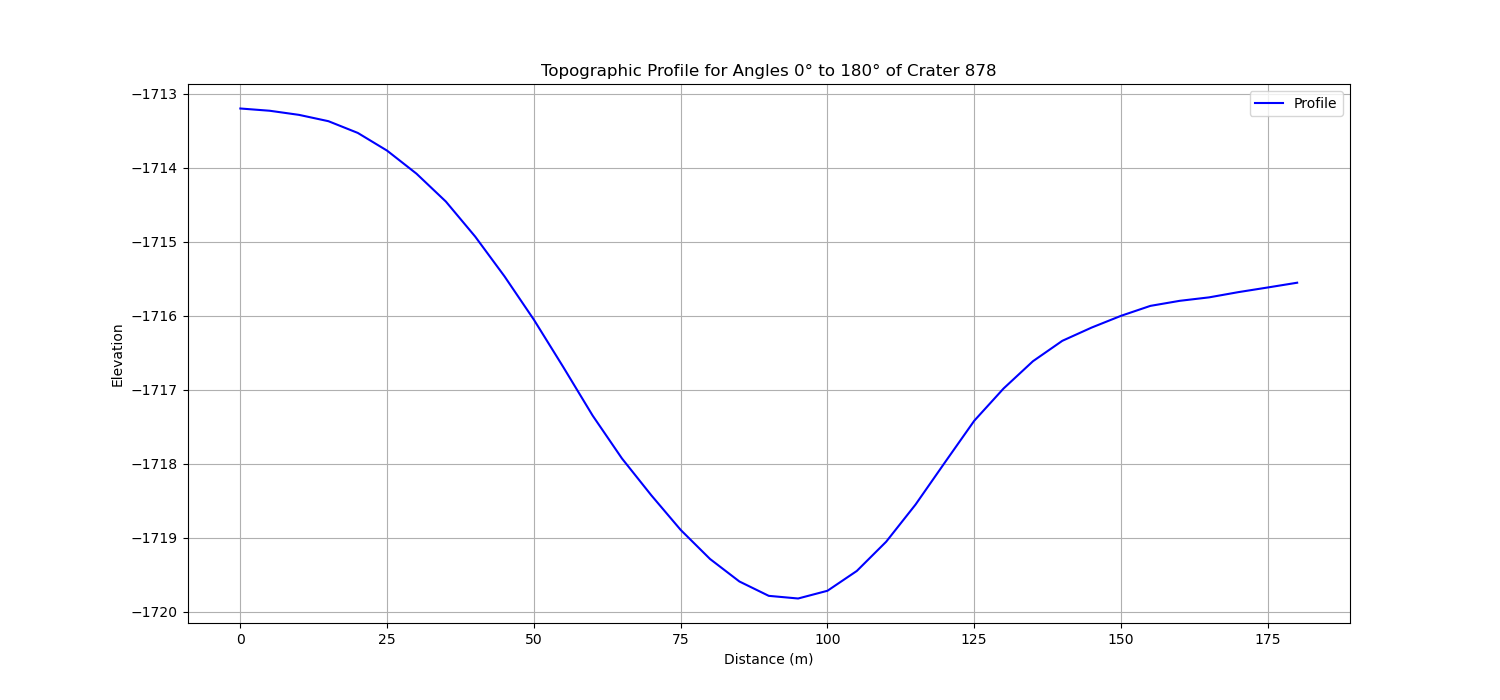 Topographic Profile for Angles 0° to 180° of Crater 878
Profile
−1713
−1714
−1715
−1716
−1717
−1718
−1719
−1720
Elevation
0 25 50 75 100 125 150 175
Distance (m)